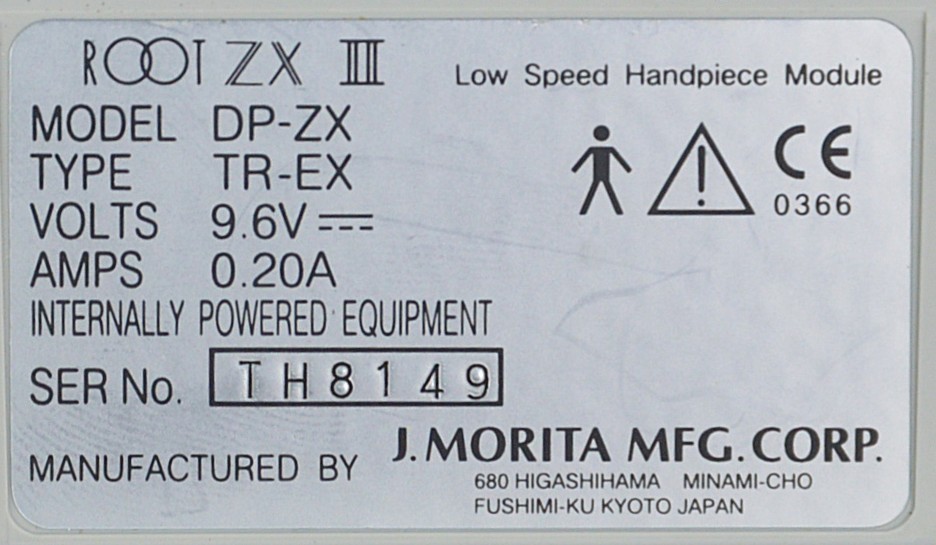 ROOT ZX III
Low Speed Handpiece Module
MODEL DP-ZX
TYPE TR-EX
VOLTS 9.6V
AMPS 0.20A
INTERNALLY POWERED EQUIPMENT
CE
0366
SER No. TH8149
MANUFACTURED BY J. MORITA MFG. CORP.
680 HIGASHIHAMA MINAMI-CHO
FUSHIMI-KU KYOTO JAPAN